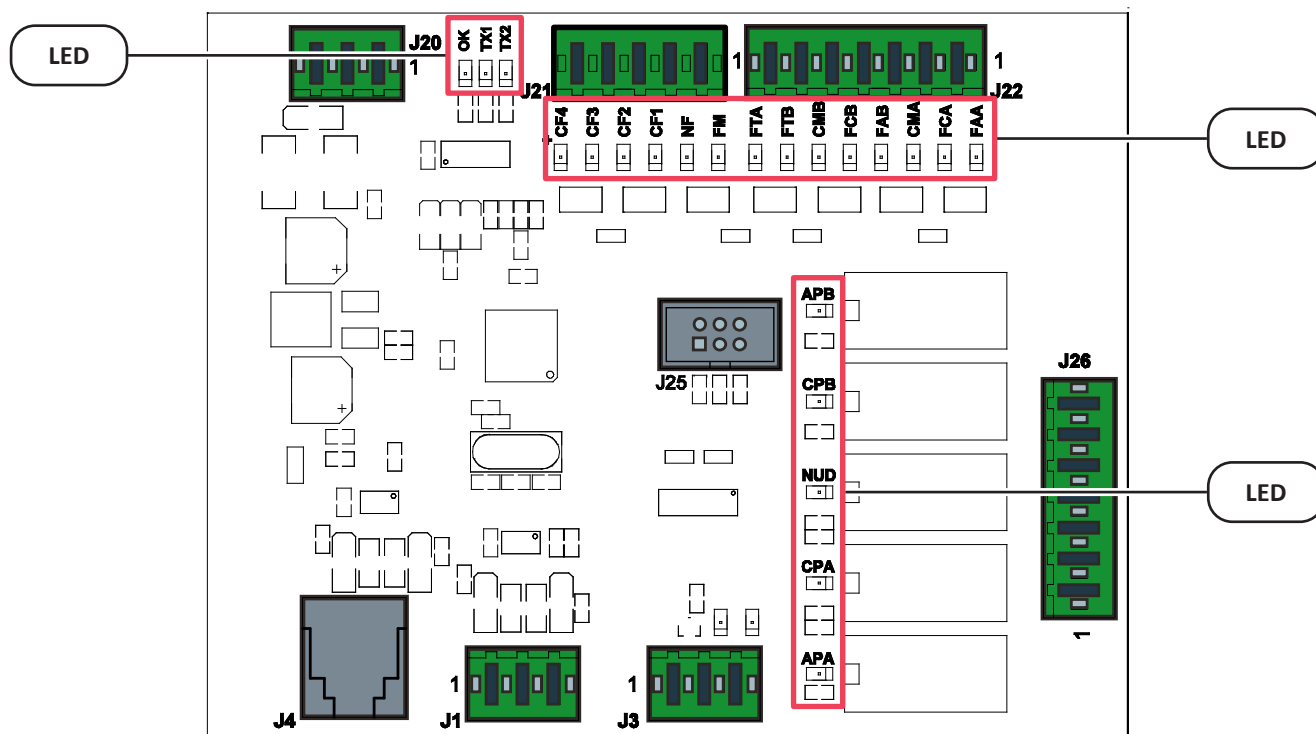 LED
J20
1
OK
TX1
TX2
J21
1
1
J22
+
CF4
CF3
CF2
CF1
NF
FM
FTA
FTB
CMB
FCB
FAB
CMA
FCA
FAA
LED
+
+
J25
APB
CPB
NUD
CPA
APA
LED
J26
1
J4
1
J1
1
J3